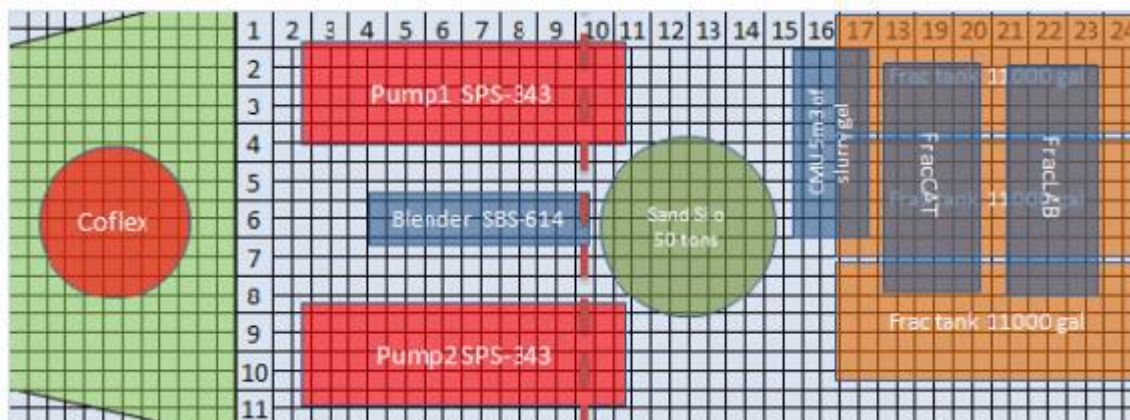 1 2 3 4 5 6 7 8 9 10 11 12 13 14 15 16 17 18 19 20 21 22 23 24
2
3
4
5
6
7
8
9
10
11
Coflex
Pump1 SPS-343
Blender SBS-614
Pump2 SPS-343
Sand Silo
50 tons
CMU 5m3 of
slurry gel
FracCAT
FracLAB
Frac tank 11000 gal
Frac tank 11000 gal
Frac tank 11000 gal